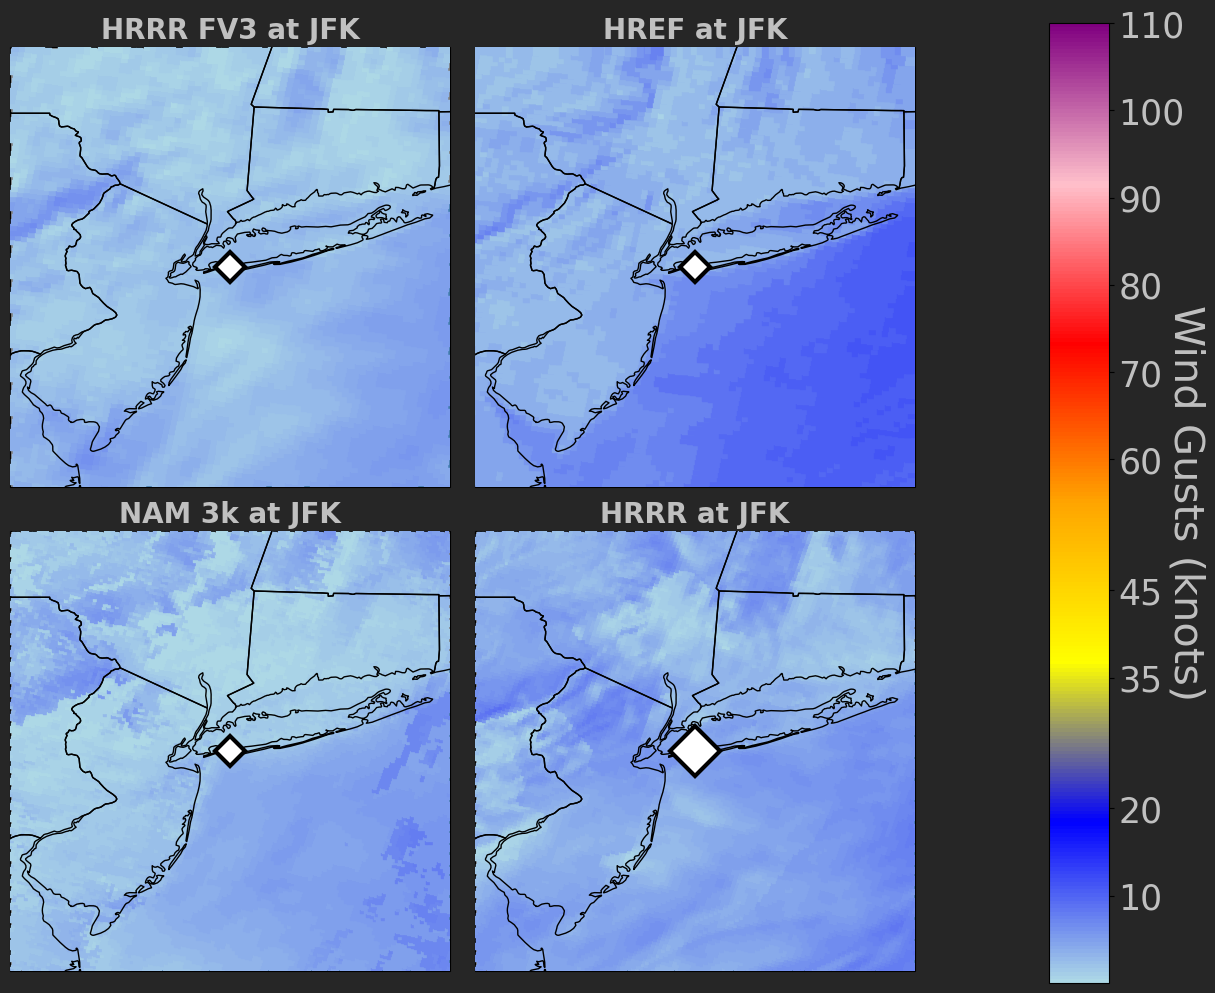 HRRR FV3 at JFK
HREF at JFK
NAM 3k at JFK
HRRR at JFK
110
100
90
80
70
60
45
35
20
10
Wind Gusts (knots)